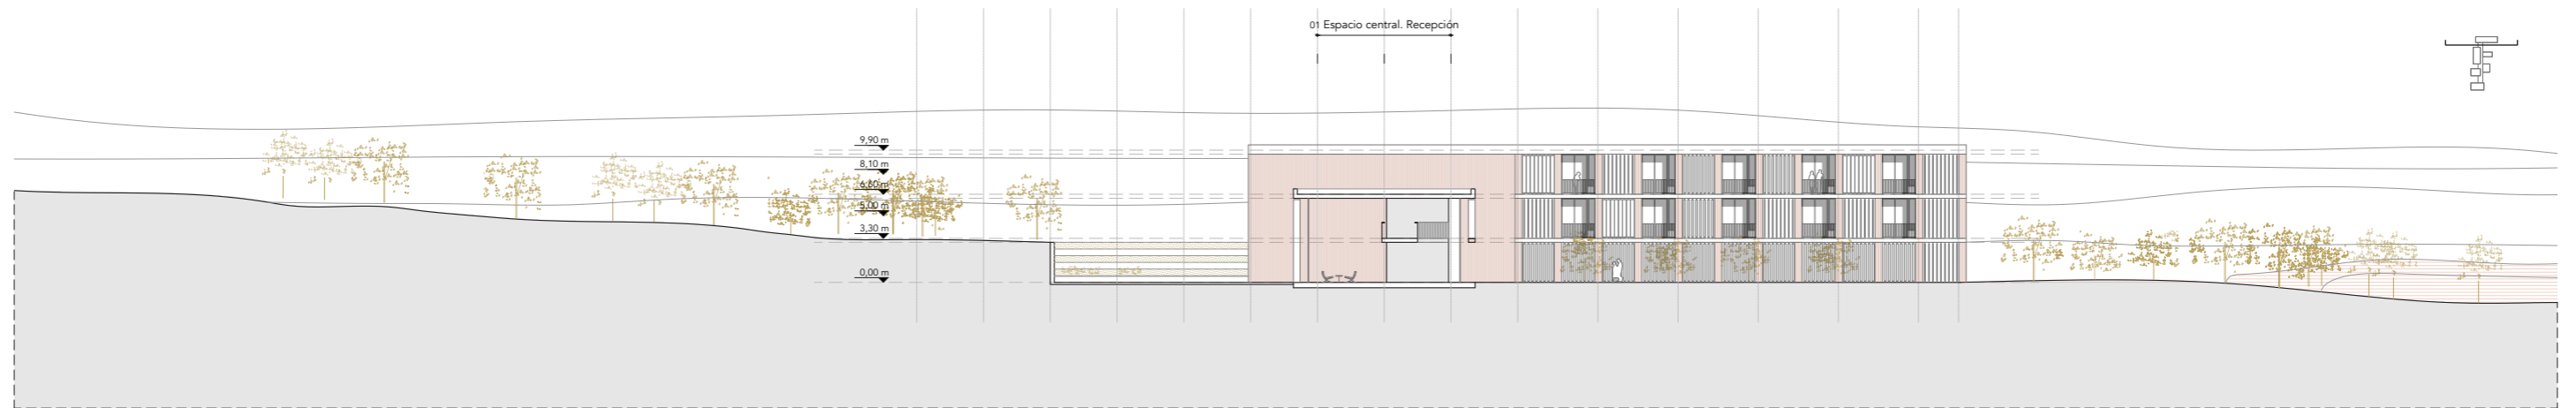 01 Espacio central. Recepción
9,90 m
8,10 m
6,60 m
5,00 m
3,30 m
0,00 m